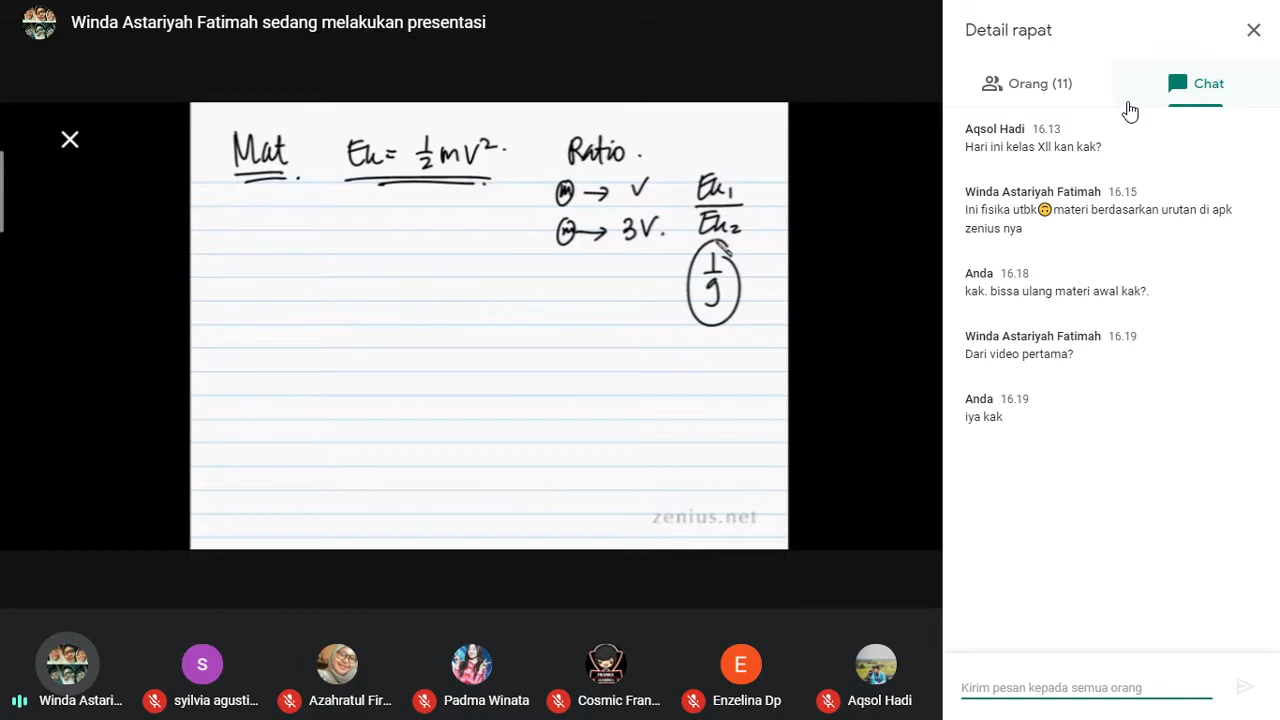 Winda Astariyah Fatimah sedang melakukan presentasi
Mat Ek = 1/2 mv². Ratio.
m → v
m → 3v.
Ek₁
Ek₂
1
9
zenius.net
Winda Astari...
S
syilvia agusti...
Azahratul Fir...
Padma Winata
Cosmic Fran...
E
Enzelina Dp
Aqsol Hadi
Detail rapat
Orang (11)
Chat
Aqsol Hadi 16.13
Hari ini kelas Xll kan kak?
Winda Astariyah Fatimah 16.15
Ini fisika utbk🙃materi berdasarkan urutan di apk
zenius nya
Anda 16.18
kak. bissa ulang materi awal kak?.
Winda Astariyah Fatimah 16.19
Dari video pertama?
Anda 16.19
iya kak
Kirim pesan kepada semua orang